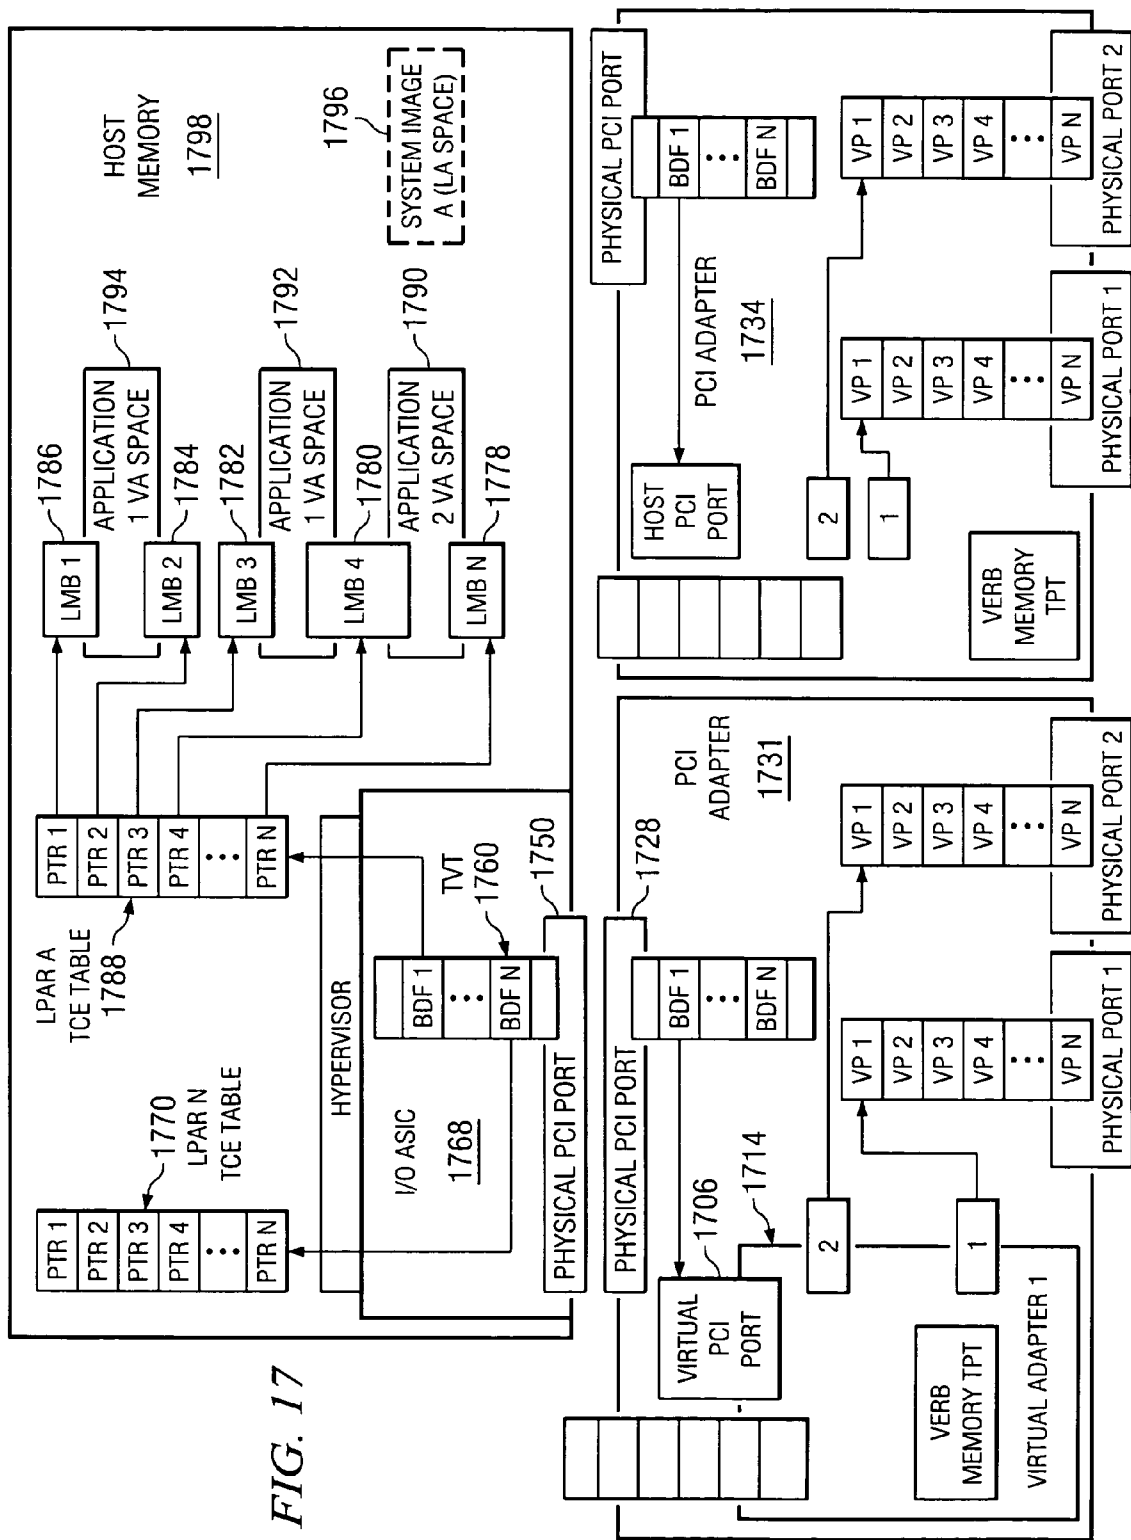 FIG. 17
HOST
MEMORY
1798
1796
SYSTEM IMAGE
A (LA SPACE)
1770
LPAR N
TCE TABLE
PTR 1
PTR 2
PTR 3
PTR 4
PTR N
LPAR A
TCE TABLE
1788
PTR 1
PTR 2
PTR 3
PTR 4
PTR N
LMB 1
1786
APPLICATION
1 VA SPACE
1794
LMB 2
1784
LMB 3
1782
APPLICATION
1 VA SPACE
1792
LMB 4
1780
APPLICATION
2 VA SPACE
1790
LMB N
1778
HYPERVISOR
I/O ASIC
1768
BDF 1
BDF N
TVT
1760
PHYSICAL PCI PORT
1750
PHYSICAL PCI PORT
1728
BDF 1
BDF N
PCI
ADAPTER
1731
VIRTUAL
PCI
PORT
1706
1714
2
1
VERB
MEMORY TPT
VIRTUAL ADAPTER 1
VP 1
VP 2
VP 3
VP 4
VP N
PHYSICAL PORT 1
VP 1
VP 2
VP 3
VP 4
VP N
PHYSICAL PORT 2
PHYSICAL PCI PORT
BDF 1
BDF N
PCI ADAPTER
1734
HOST
PCI
PORT
2
1
VERB
MEMORY
TPT
VP 1
VP 2
VP 3
VP 4
VP N
PHYSICAL PORT 1
VP 1
VP 2
VP 3
VP 4
VP N
PHYSICAL PORT 2